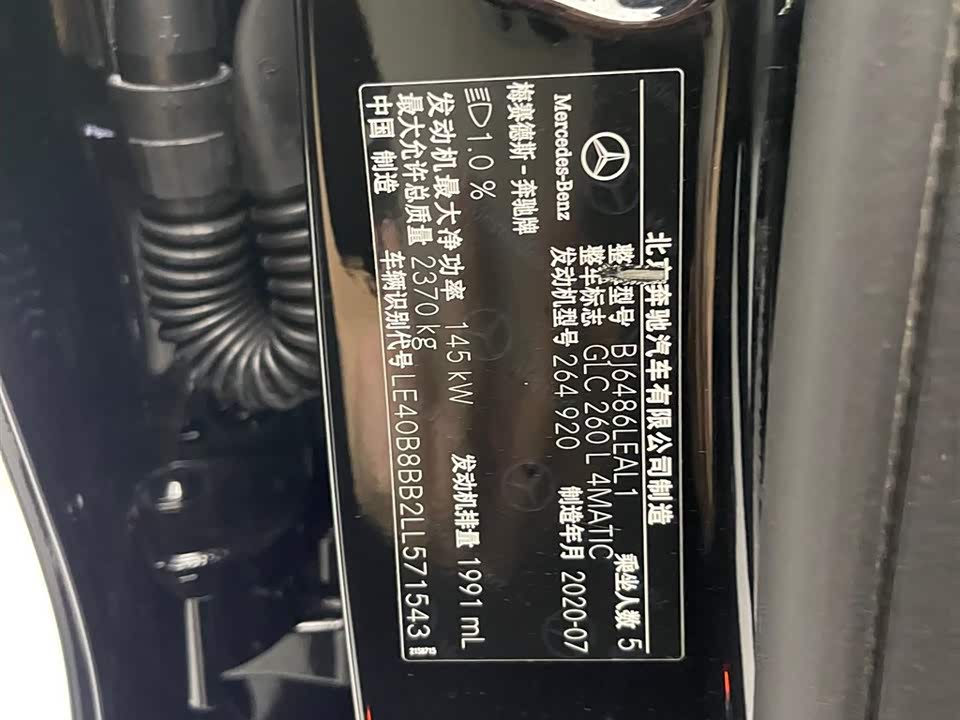 北京奔驰汽车有限公司制造
整车型号 BJ6486LEAL1 乘坐人数 5
整车标志 GLC 260 L 4MATIC
Mercedes-Benz 发动机型号 264 920 制造年月 2020-07
梅赛德斯-奔驰牌
1.0 %
发动机最大净功率 145 kW 发动机排量 1991 mL
最大允许总质量 2370 kg
中国 制造 车辆识别代号 LE40B8BB2LL571543
2158715